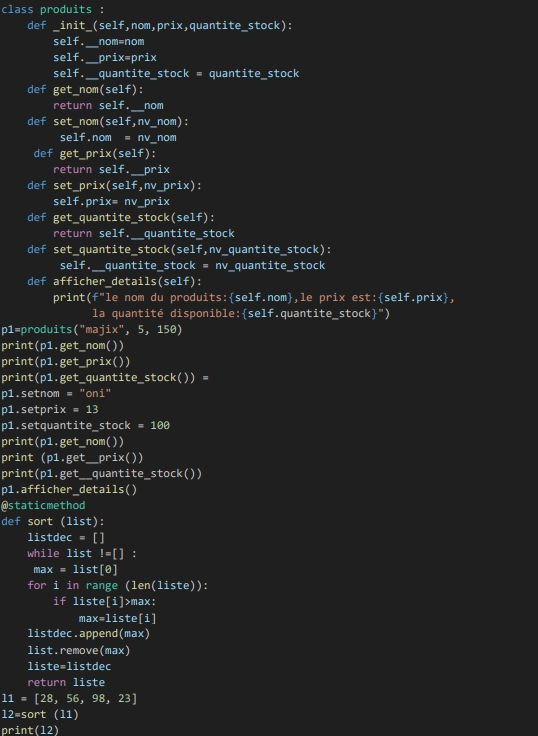 class produits :
    def _init_(self,nom,prix,quantite_stock):
        self.__nom=nom
        self.__prix=prix
        self.__quantite_stock = quantite_stock
    def get_nom(self):
        return self.__nom
    def set_nom(self,nv_nom):
         self.nom  = nv_nom
     def get_prix(self):
        return self.__prix
    def set_prix(self,nv_prix):
        self.prix= nv_prix
    def get_quantite_stock(self):
        return self.__quantite_stock
    def set_quantite_stock(self,nv_quantite_stock):
         self.__quantite_stock = nv_quantite_stock
    def afficher_details(self):
        print(f"le nom du produits:{self.nom},le prix est:{self.prix},
              la quantité disponible:{self.quantite_stock}")
p1=produits("majix", 5, 150)
print(p1.get_nom())
print(p1.get_prix())
print(p1.get_quantite_stock()) =
p1.setnom = "oni"
p1.setprix = 13
p1.setquantite_stock = 100
print(p1.get_nom())
print (p1.get__prix())
print(p1.get__quantite_stock())
p1.afficher_details()
@staticmethod
def sort (list):
    listdec = []
    while list !=[] :
     max = list[0]
    for i in range (len(liste)):
        if liste[i]>max:
            max=liste[i]
    listdec.append(max)
    list.remove(max)
    liste=listdec
    return liste
l1 = [28, 56, 98, 23]
l2=sort (l1)
print(l2)